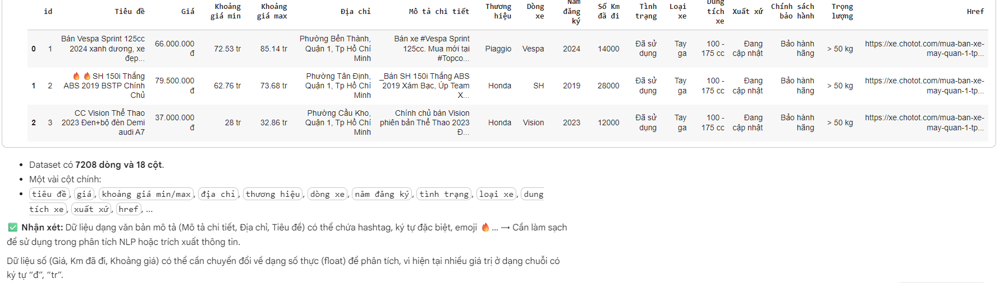 id Tiêu đề Giá Khoảng giá min Khoảng giá max Địa chỉ Mô tả chi tiết Thương hiệu Dòng xe Năm đăng ký Số Km đã đi Tình trạng Loại xe Dung tích xe Xuất xứ Chính sách bảo hành Trọng lượng Href
0 1 Bán Vespa Sprint 125cc 2024 xanh dương, xe đẹp... 66.000.000 đ 72.53 tr 85.14 tr Phường Bến Thành, Quận 1, Tp Hồ Chí Minh Bán xe #Vespa Sprint 125cc. Mua mới tại #Topco... Piaggio Vespa 2024 14000 Đã sử dụng Tay ga 100 - 175 cc Đang cập nhật Bảo hành hãng > 50 kg https://xe.chotot.com/mua-ban-xe-may-quan-1-tp...
1 2 🔥 🔥 SH 150i Thắng ABS 2019 BSTP Chính Chủ 79.500.000 đ 62.76 tr 73.68 tr Phường Tân Định, Quận 1, Tp Hồ Chí Minh _Bán SH 150i Thắng ABS 2019 Xám Bạc, Úp Team X... Honda SH 2019 28000 Đã sử dụng Tay ga 100 - 175 cc Đang cập nhật Bảo hành hãng > 50 kg https://xe.chotot.com/mua-ban-xe-may-quan-1-tp...
2 3 CC Vision Thể Thao 2023 Đen+bộ đèn Demi audi A7 37.000.000 đ 28 tr 32.86 tr Phường Cầu Kho, Quận 1, Tp Hồ Chí Minh Chính chủ bán Vision phiên bản Thể Thao 2023 Đ... Honda Vision 2023 12000 Đã sử dụng Tay ga 100 - 175 cc Đang cập nhật Bảo hành hãng > 50 kg https://xe.chotot.com/mua-ban-xe-may-quan-1-tp...
• Dataset có 7208 dòng và 18 cột.
• Một vài cột chính:
• tiêu đề, giá, khoảng giá min/max, địa chỉ, thương hiệu, dòng xe, năm đăng ký, tình trạng, loại xe, dung
tích xe, xuất xứ, href, ...
✅ Nhận xét: Dữ liệu dạng văn bản mô tả (Mô tả chi tiết, Địa chỉ, Tiêu đề) có thể chứa hashtag, ký tự đặc biệt, emoji 🔥 ... → Cần làm sạch
để sử dụng trong phân tích NLP hoặc trích xuất thông tin.
Dữ liệu số (Giá, Km đã đi, Khoảng giá) có thể cần chuyển đổi về dạng số thực (float) để phân tích, vì hiện tại nhiều giá trị ở dạng chuỗi có
ký tự “đ”, “tr”.